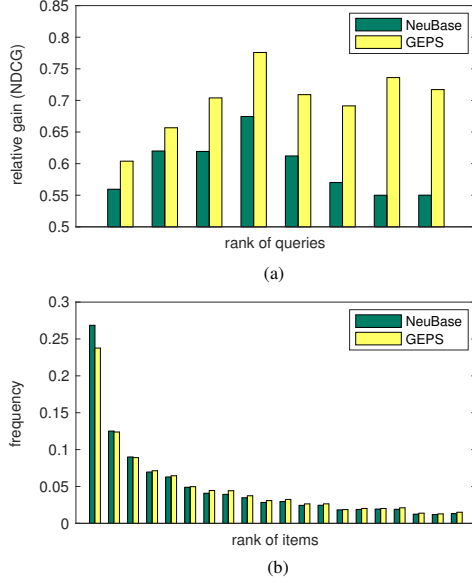 0.85
0.8
0.75
0.7
0.65
0.6
0.55
0.5
relative gain (NDCG)
NeuBase
GEPS
rank of queries
(a)
0.3
0.25
0.2
0.15
0.1
0.05
0
frequency
NeuBase
GEPS
rank of items
(b)